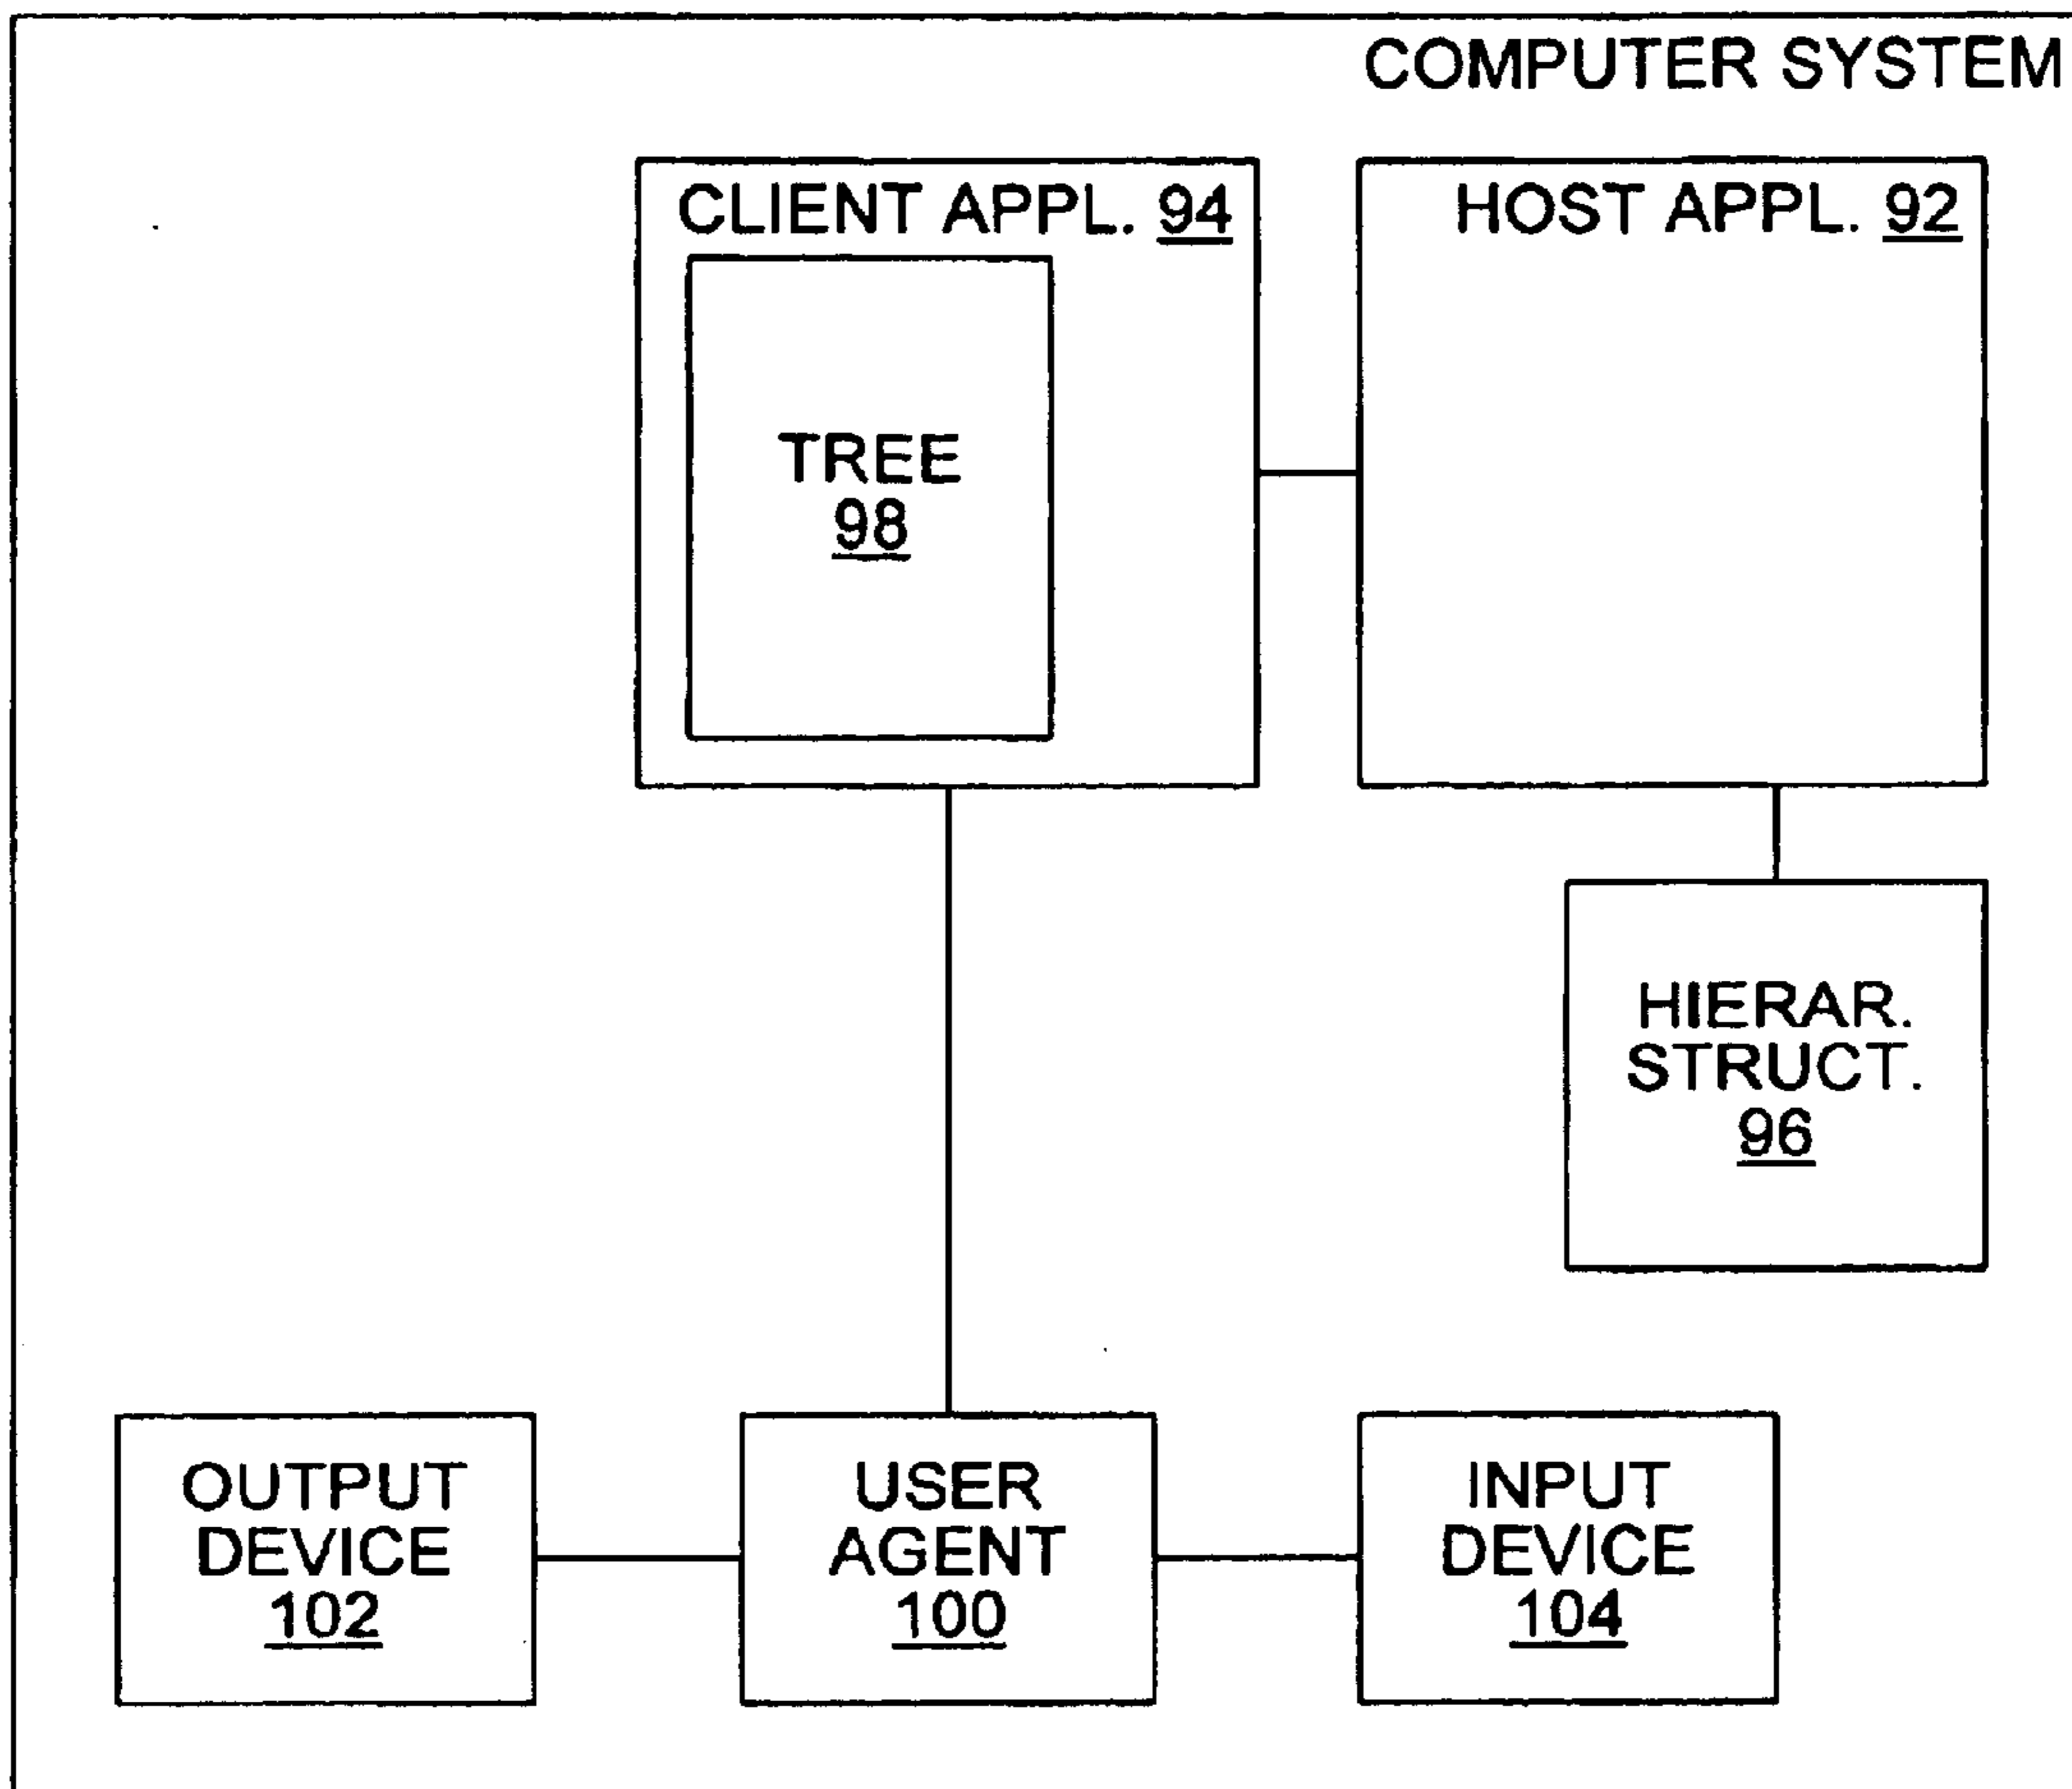 COMPUTER SYSTEM
CLIENT APPL. 94
HOST APPL. 92
TREE
98
HIERAR.
STRUCT.
96
OUTPUT
DEVICE
102
USER
AGENT
100
INPUT
DEVICE
104